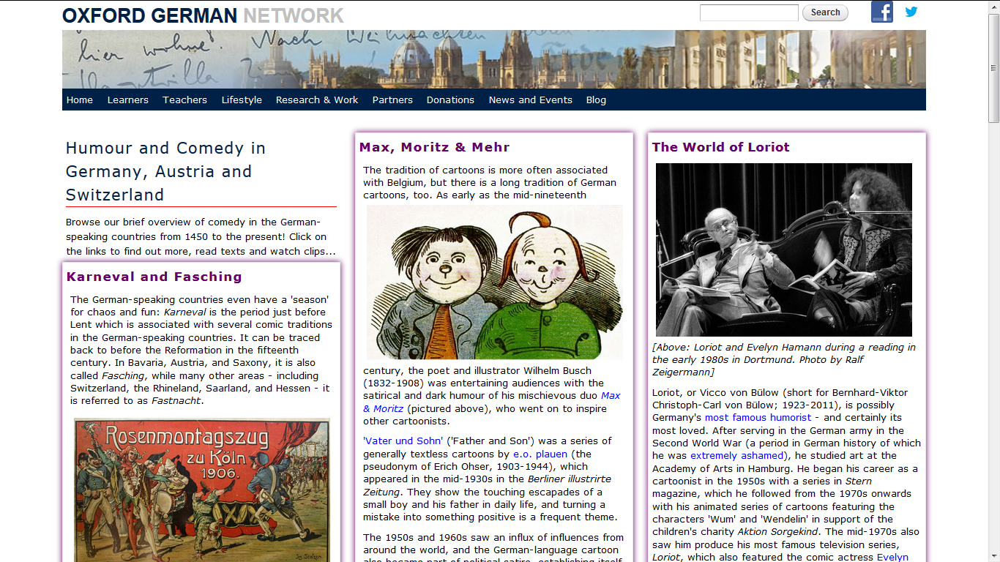 OXFORD GERMAN NETWORK
Search
hier wohne! Nach Weihnachten
Home Learners Teachers Lifestyle Research & Work Partners Donations News and Events Blog
Humour and Comedy in
Germany, Austria and
Switzerland
Browse our brief overview of comedy in the German-
speaking countries from 1450 to the present! Click on
the links to find out more, read texts and watch clips...
Karneval and Fasching
The German-speaking countries even have a 'season'
for chaos and fun: Karneval is the period just before
Lent which is associated with several comic traditions
in the German-speaking countries. It can be traced
back to before the Reformation in the fifteenth
century. In Bavaria, Austria, and Saxony, it is also
called Fasching, while many other areas - including
Switzerland, the Rhineland, Saarland, and Hessen - it
is referred to as Fastnacht.
Rosenmontagszug
zu Köln
1906.
Max, Moritz & Mehr
The tradition of cartoons is more often associated
with Belgium, but there is a long tradition of German
cartoons, too. As early as the mid-nineteenth
century, the poet and illustrator Wilhelm Busch
(1832-1908) was entertaining audiences with the
satirical and dark humour of his mischievous duo Max
& Moritz (pictured above), who went on to inspire
other cartoonists.
'Vater und Sohn' ('Father and Son') was a series of
generally textless cartoons by e.o. plauen (the
pseudonym of Erich Ohser, 1903-1944), which
appeared in the mid-1930s in the Berliner illustrirte
Zeitung. They show the touching escapades of a
small boy and his father in daily life, and turning a
mistake into something positive is a frequent theme.
The 1950s and 1960s saw an influx of influences from
around the world, and the German-language cartoon
also became part of political satire, establishing itself
The World of Loriot
[Above: Loriot and Evelyn Hamann during a reading in
the early 1980s in Dortmund. Photo by Ralf
Zeigermann]
Loriot, or Vicco von Bülow (short for Bernhard-Viktor
Christoph-Carl von Bülow; 1923-2011), is possibly
Germany's most famous humorist - and certainly its
most loved. After serving in the German army in the
Second World War (a period in German history of which
he was extremely ashamed), he studied art at the
Academy of Arts in Hamburg. He began his career as a
cartoonist in the 1950s with a series in Stern
magazine, which he followed from the 1970s onwards
with his animated series of cartoons featuring the
characters 'Wum' and 'Wendelin' in support of the
children's charity Aktion Sorgekind. The mid-1970s also
saw him produce his most famous television series,
Loriot, which also featured the comic actress Evelyn